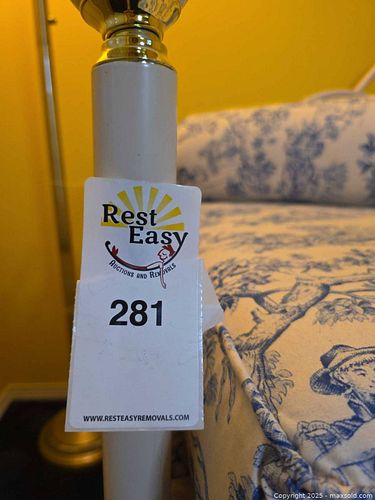 Rest
Easy
Auctions and Removals
281
WWW.RESTEASYREMOVALS.COM
Copyright 2025 - maxsold.com